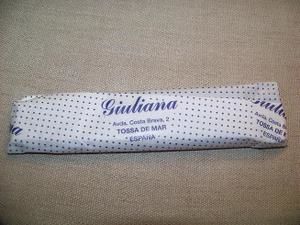 Giuliana
Avda. Costa Brava, 2
TOSSA DE MAR
* ESPAÑA *